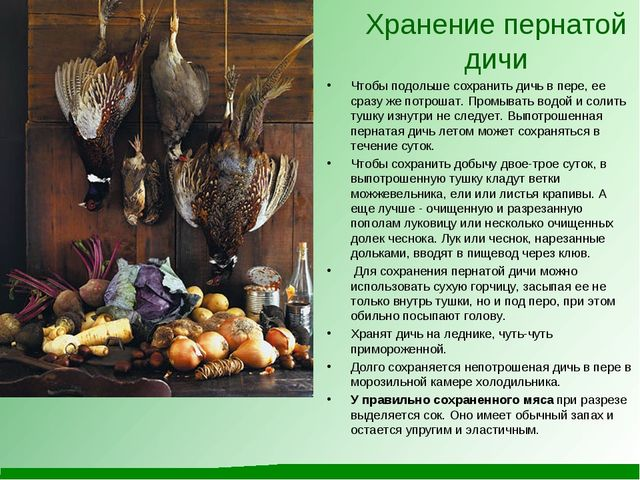 Хранение пернатой
дичи
• Чтобы подольше сохранить дичь в пере, ее
сразу же потрошат. Промывать водой и солить
тушку изнутри не следует. Выпотрошенная
пернатая дичь летом может сохраняться в
течение суток.
• Чтобы сохранить добычу двое-трое суток, в
выпотрошенную тушку кладут ветки
можжевельника, ели или листья крапивы. А
еще лучше - очищенную и разрезанную
пополам луковицу или несколько очищенных
долек чеснока. Лук или чеснок, нарезанные
дольками, вводят в пищевод через клюв.
• Для сохранения пернатой дичи можно
использовать сухую горчицу, засыпая ее не
только внутрь тушки, но и под перо, при этом
обильно посыпают голову.
• Хранят дичь на леднике, чуть-чуть
примороженной.
• Долго сохраняется непотрошеная дичь в пере в
морозильной камере холодильника.
• У правильно сохраненного мяса при разрезе
выделяется сок. Оно имеет обычный запах и
остается упругим и эластичным.